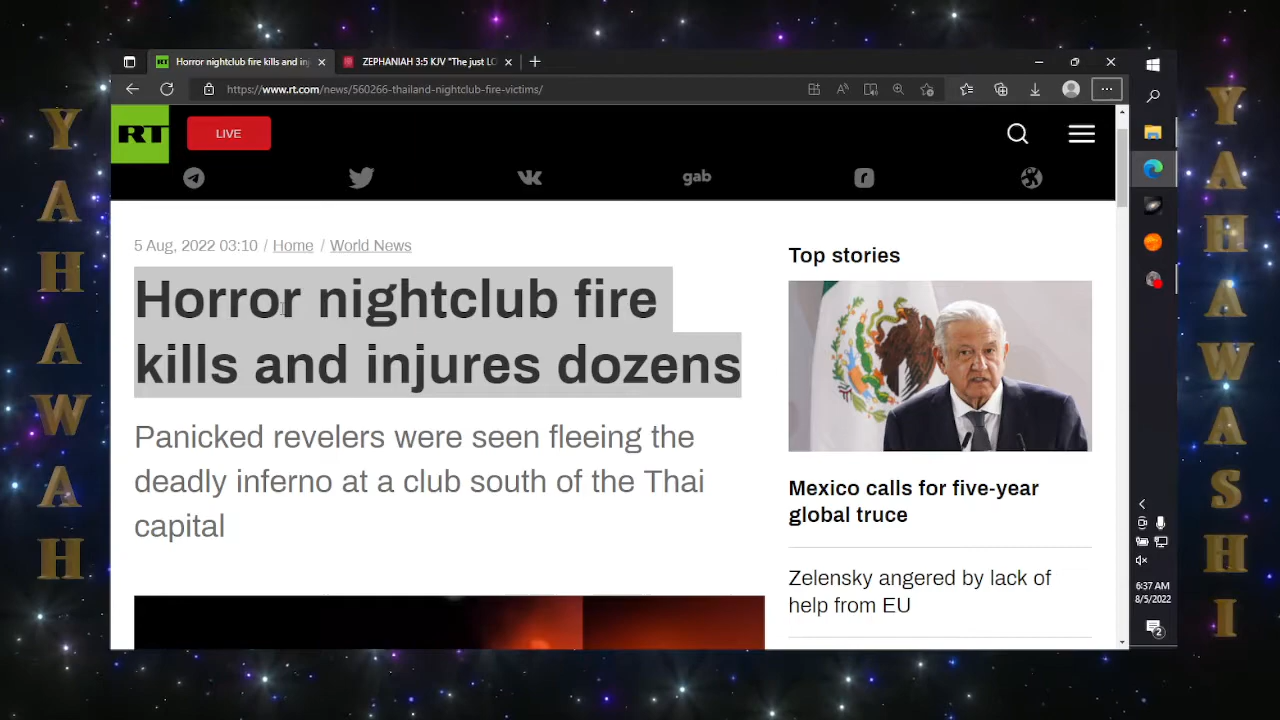 Horror nightclub fire kills and in
ZEPHANIAH 3:5 KJV "The just LO
https://www.rt.com/news/560266-thailand-nightclub-fire-victims/
RT
LIVE
gab
5 Aug, 2022 03:10 / Home / World News
Horror nightclub fire
kills and injures dozens
Panicked revelers were seen fleeing the
deadly inferno at a club south of the Thai
capital
Top stories
Mexico calls for five-year
global truce
Zelensky angered by lack of
help from EU
6:37 AM
8/5/2022
2
YAHAWAH
YAHAWASHI